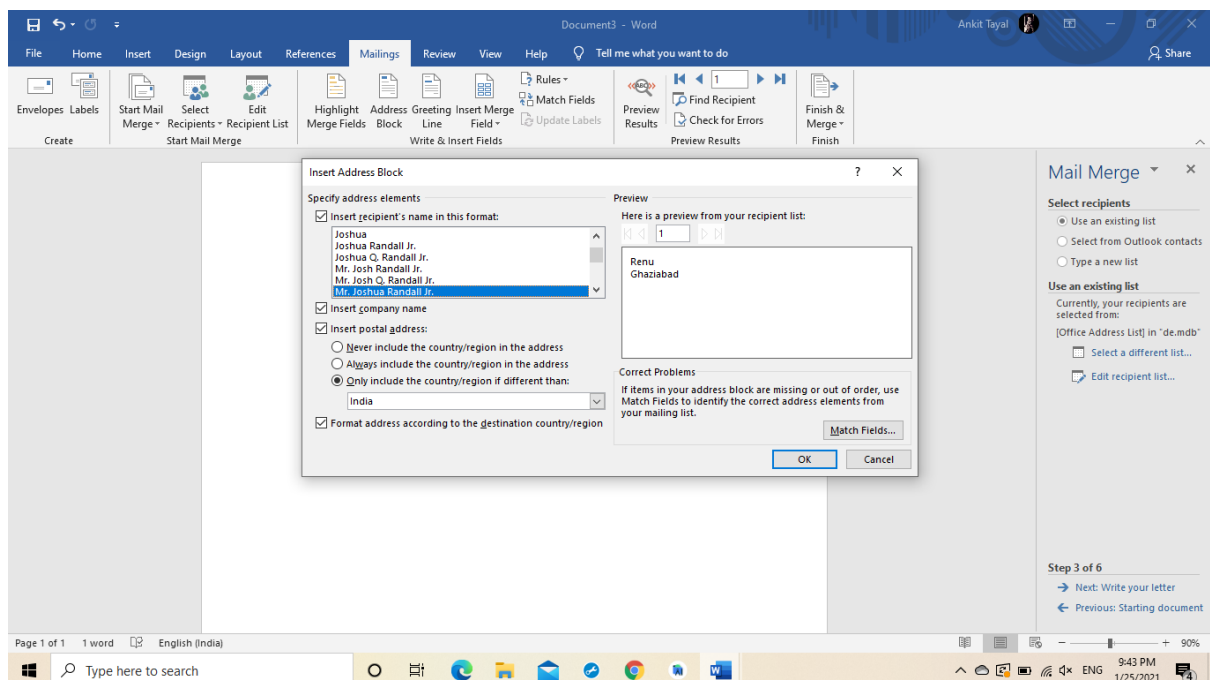 Document3 - Word
Ankit Tayal
File Home Insert Design Layout References Mailings Review View Help Tell me what you want to do Share
Envelopes Labels
Create
Start Mail Merge
Select Recipients
Edit Recipient List
Start Mail Merge
Highlight Merge Fields
Address Block
Greeting Line
Insert Merge Field
Rules
Match Fields
Update Labels
Write & Insert Fields
ABC
Preview Results
1
Find Recipient
Check for Errors
Preview Results
Finish & Merge
Finish
Insert Address Block ?
Specify address elements
Insert recipient's name in this format:
Joshua
Joshua Randall Jr.
Joshua Q. Randall Jr.
Mr. Josh Randall Jr.
Mr. Josh Q. Randall Jr.
Mr. Joshua Randall Jr.
Insert company name
Insert postal address:
Never include the country/region in the address
Always include the country/region in the address
Only include the country/region if different than:
India
Format address according to the destination country/region
Preview
Here is a preview from your recipient list:
1
Renu
Ghaziabad
Correct Problems
If items in your address block are missing or out of order, use
Match Fields to identify the correct address elements from
your mailing list.
Match Fields...
OK Cancel
Mail Merge
Select recipients
Use an existing list
Select from Outlook contacts
Type a new list
Use an existing list
Currently, your recipients are
selected from:
[Office Address List] in "de.mdb"
Select a different list...
Edit recipient list...
Step 3 of 6
Next: Write your letter
Previous: Starting document
Page 1 of 1 1 word English (India) 90%
Type here to search
ENG
9:43 PM
1/25/2021
4